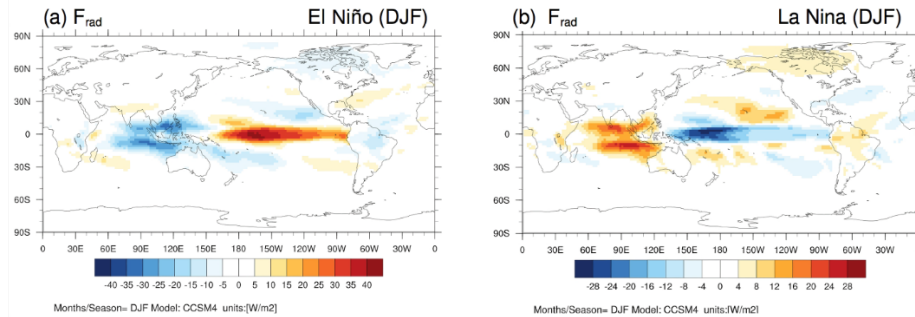 (a) F_rad El Niño (DJF)
90N
60N
30N
0
30S
60S
90S
0 30E 60E 90E 120E 150E 180 150W 120W 90W 60W 30W 0
-40 -35 -30 -25 -20 -15 -10 -5 0 5 10 15 20 25 30 35 40
Months/Season= DJF Model: CCSM4 units:[W/m2]
(b) F_rad La Nina (DJF)
90N
60N
30N
0
30S
60S
90S
0 30E 60E 90E 120E 150E 180 150W 120W 90W 60W 30W
-28 -24 -20 -16 -12 -8 -4 0 4 8 12 16 20 24 28
Months/Season= DJF Model: CCSM4 units:[W/m2]